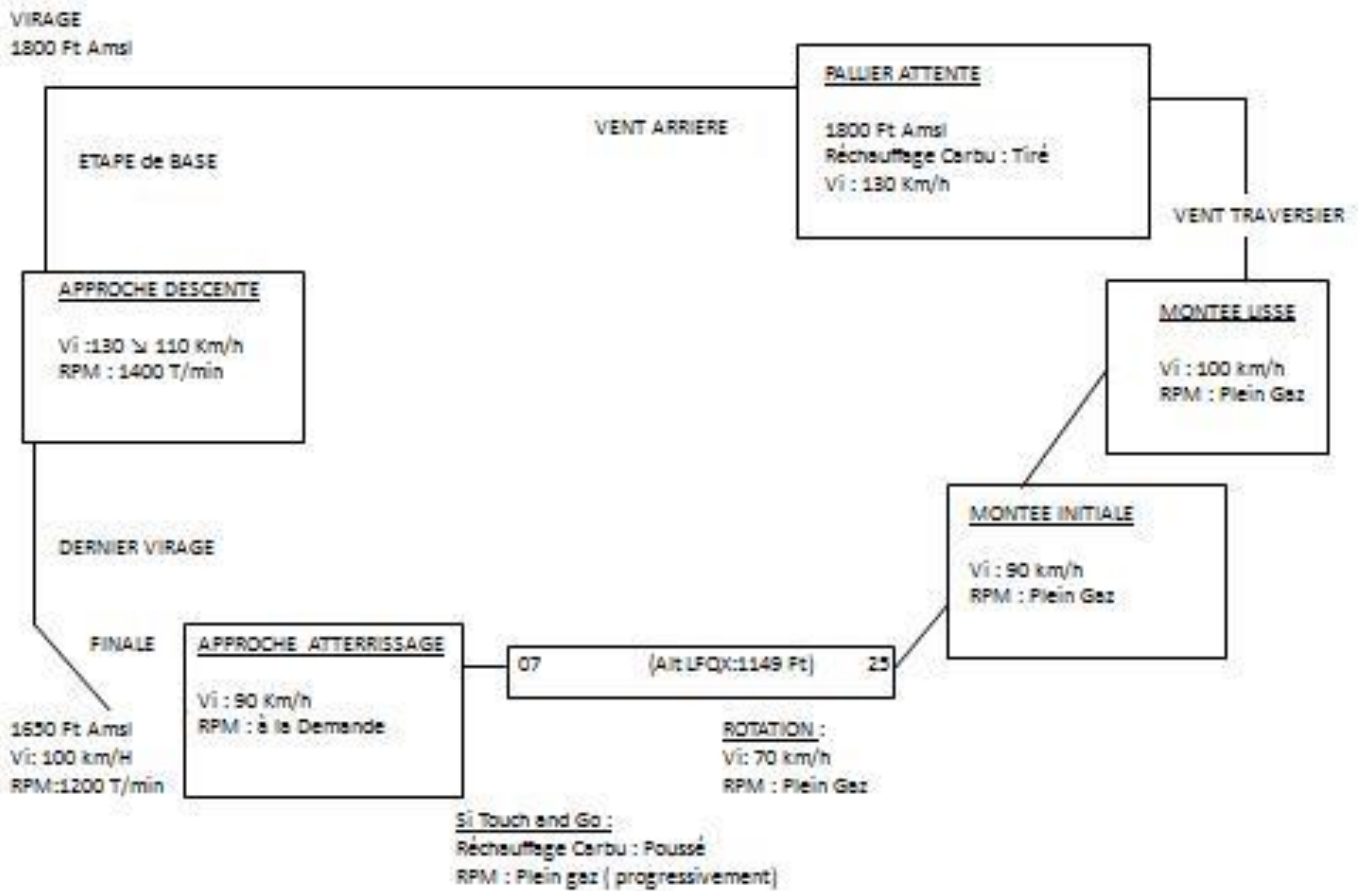 VIRAGE
1800 Ft Amsl
PALLIER ATTENTE
1800 Ft Amsl
Réchauffage Carbu : Tiré
Vi : 130 Km/h
VENT ARRIERE
ETAPE de BASE
VENT TRAVERSIER
APPROCHE DESCENTE
Vi :130 ↘ 110 Km/h
RPM : 1400 T/min
MONTEE LISSE
Vi : 100 km/h
RPM : Plein Gaz
MONTEE INITIALE
Vi : 90 km/h
RPM : Plein Gaz
DERNIER VIRAGE
FINALE
1650 Ft Amsl
Vi: 100 km/H
RPM:1200 T/min
APPROCHE ATTERRISSAGE
Vi : 90 Km/h
RPM : à la Demande
07 (Alt LFQX:1149 Ft) 25
ROTATION :
Vi: 70 km/h
RPM : Plein Gaz
Si Touch and Go :
Réchauffage Carbu : Poussé
RPM : Plein gaz ( progressivement)